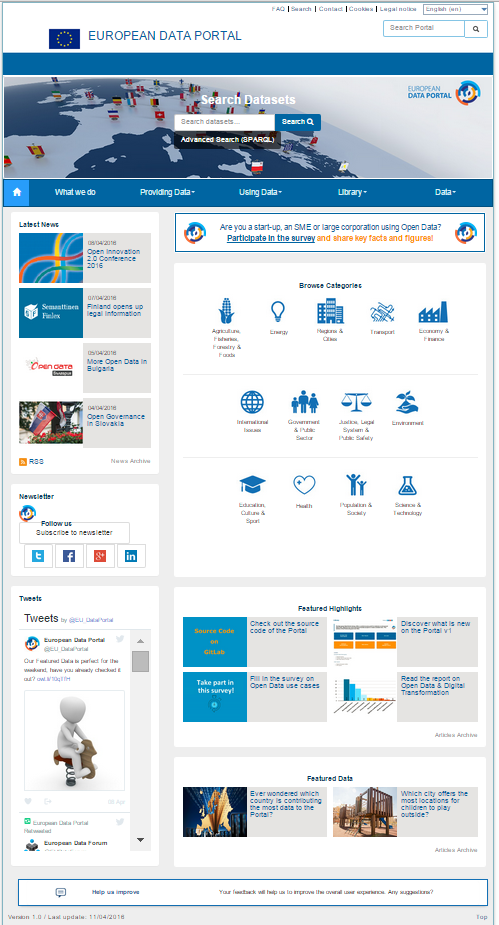 FAQ | Search | Contact | Cookies | Legal notice
English (en)
EUROPEAN DATA PORTAL
Search Portal
Search Datasets
EUROPEAN
DATA PORTAL
Search datasets...
Search
Advanced Search (SPARQL)
What we do
Providing Data
Using Data
Library
Data
Latest News
08/04/2016
Open Innovation
2.0 Conference
2016
07/04/2016
Finland opens up
legal information
Semanttinen
Finlex
05/04/2016
More Open Data in
Bulgaria
OPEN DATA
04/04/2016
Open Governance
in Slovakia
RSS
News Archive
Are you a start-up, an SME or large corporation using Open Data?
Participate in the survey and share key facts and figures!
Browse Categories
Agriculture,
Fisheries,
Forestry &
Foods
Energy
Regions &
Cities
Transport
Economy &
Finance
International
Issues
Government
& Public
Sector
Justice, Legal
System &
Public Safety
Environment
Education,
Culture &
Sport
Health
Population &
Society
Science &
Technology
Newsletter
Follow us
Subscribe to newsletter
Tweets
Tweets by @EU_DataPortal
European Data Portal
@EU_DataPortal
Our Featured Data is perfect for the
weekend, have you already checked it
out?
09 Apr
European Data Portal
Retweeted
European Data Forum
Featured Highlights
Source Code
on
GitLab
Check out the source
code of the Portal
Discover what is new
on the Portal v1
Take part in
this survey!
Fill in the survey on
Open Data use cases
Read the report on
Open Data & Digital
Transformation
Articles Archive
Featured Data
Ever wondered which
country is contributing
the most data to the
Portal?
Which city offers the
most locations for
children to play
outside?
Articles Archive
Help us improve
Your feedback will help us to improve the overall user experience. Any suggestions?
Version 1.0 / Last update: 11/04/2016
Top